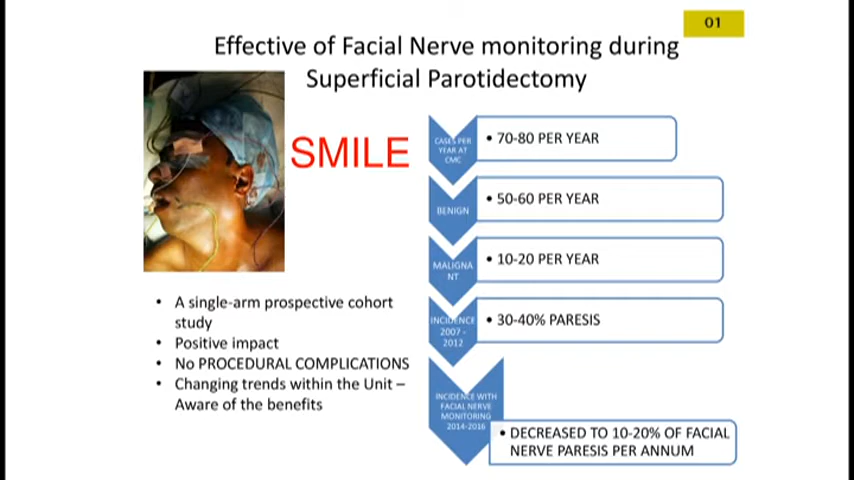 01
Effective of Facial Nerve monitoring during
Superficial Parotidectomy
SMILE
• A single-arm prospective cohort
study
• Positive impact
• No PROCEDURAL COMPLICATIONS
• Changing trends within the Unit –
Aware of the benefits
CASES PER
YEAR AT
CMC
• 70-80 PER YEAR
BENIGN
• 50-60 PER YEAR
MALIGNA
NT
• 10-20 PER YEAR
INCIDENCE
2007 -
2012
• 30-40% PARESIS
INCIDENCE WITH
FACIAL NERVE
MONITORING
2014-2016
• DECREASED TO 10-20% OF FACIAL
NERVE PARESIS PER ANNUM